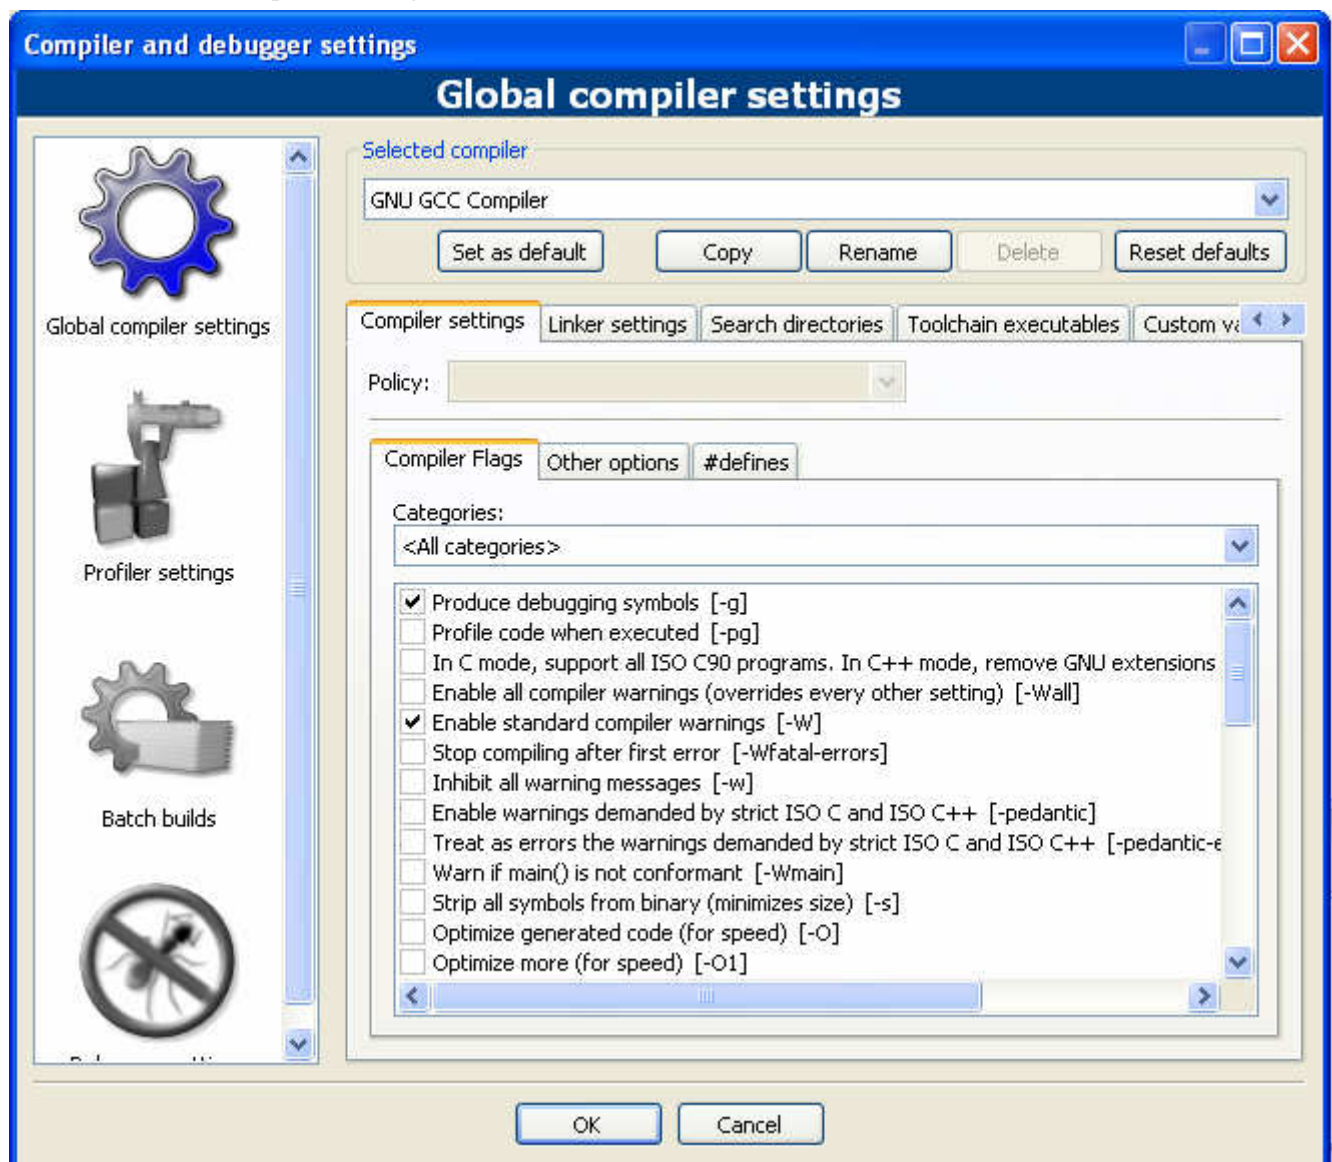 Compiler and debugger settings
Global compiler settings
Global compiler settings
Profiler settings
Batch builds
Selected compiler
GNU GCC Compiler
Set as default Copy Rename Delete Reset defaults
Compiler settings Linker settings Search directories Toolchain executables Custom
Policy:
Compiler Flags Other options #defines
Categories:
<All categories>
Produce debugging symbols [-g]
Profile code when executed [-pg]
In C mode, support all ISO C90 programs. In C++ mode, remove GNU extensions
Enable all compiler warnings (overrides every other setting) [-Wall]
Enable standard compiler warnings [-W]
Stop compiling after first error [-Wfatal-errors]
Inhibit all warning messages [-w]
Enable warnings demanded by strict ISO C and ISO C++ [-pedantic]
Treat as errors the warnings demanded by strict ISO C and ISO C++ [-pedantic-e
Warn if main() is not conformant [-Wmain]
Strip all symbols from binary (minimizes size) [-s]
Optimize generated code (for speed) [-O]
Optimize more (for speed) [-O1]
OK Cancel